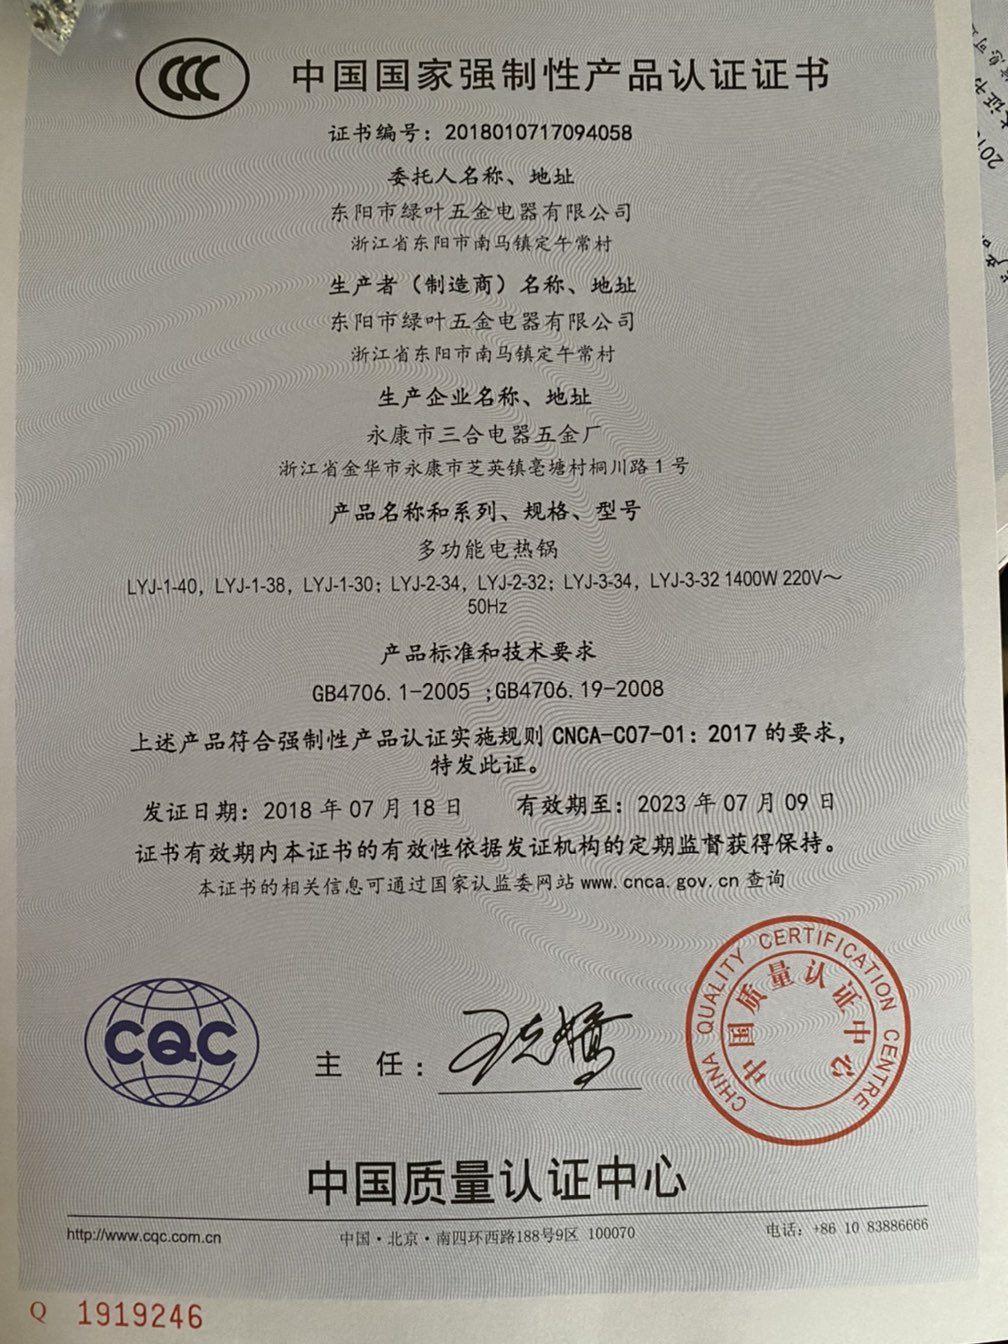 中国国家强制性产品认证证书
证书编号：2018010717094058
委托人名称、地址
东阳市绿叶五金电器有限公司
浙江省东阳市南马镇定午常村
生产者（制造商）名称、地址
东阳市绿叶五金电器有限公司
浙江省东阳市南马镇定午常村
生产企业名称、地址
永康市三合电器五金厂
浙江省金华市永康市芝英镇亳塘村桐川路1号
产品名称和系列、规格、型号
多功能电热锅
LYJ-1-40，LYJ-1-38，LYJ-1-30；LYJ-2-34，LYJ-2-32；LYJ-3-34，LYJ-3-32 1400W 220V～
50Hz
产品标准和技术要求
GB4706.1-2005 ;GB4706.19-2008
上述产品符合强制性产品认证实施规则 CNCA-C07-01：2017 的要求，
特发此证。
发证日期：2018年07月18日 有效期至：2023年07月09日
证书有效期内本证书的有效性依据发证机构的定期监督获得保持。
本证书的相关信息可通过国家认监委网站 www.cnca.gov.cn 查询
CQC
主 任：
CHINA QUALITY CERTIFICATION CENTRE
中国质量认证中心
中国质量认证中心
http://www.cqc.com.cn 中国·北京·南四环西路188号9区 100070 电话：+86 10 83886666
Q 1919246